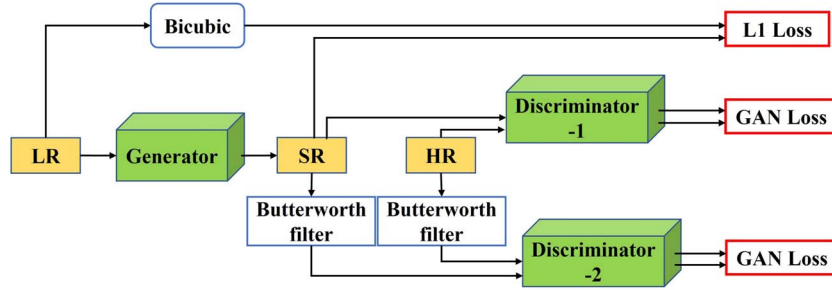 Bicubic
L1 Loss
Discriminator
-1
GAN Loss
LR
Generator
SR
HR
Butterworth
filter
Butterworth
filter
Discriminator
-2
GAN Loss